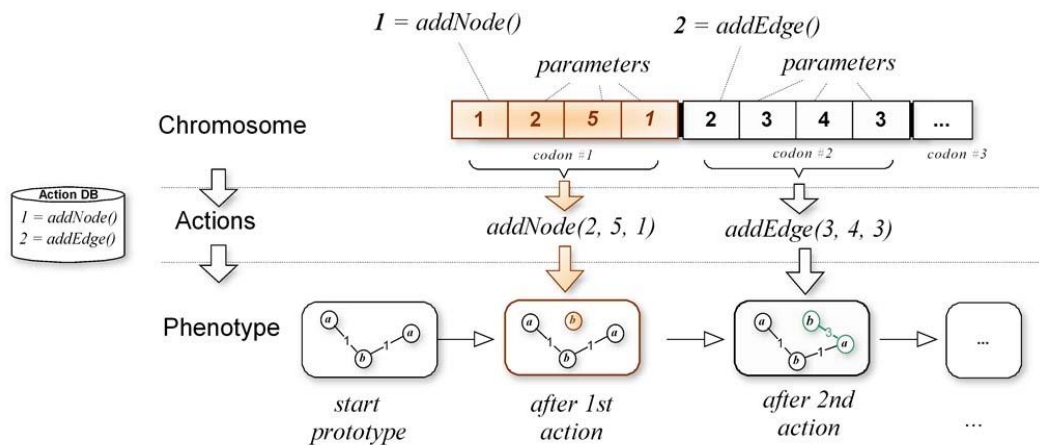 1 = addNode()
2 = addEdge()
parameters
parameters
Chromosome
1 2 5 1 2 3 4 3 ...
codon #1
codon #2
codon #3
Action DB
1 = addNode()
2 = addEdge()
Actions
addNode(2, 5, 1)
addEdge(3, 4, 3)
Phenotype
a 1 b 1 a
a 1 b 1 a b
a 1 b 1 a 3 b
...
start
prototype
after 1st
action
after 2nd
action
...